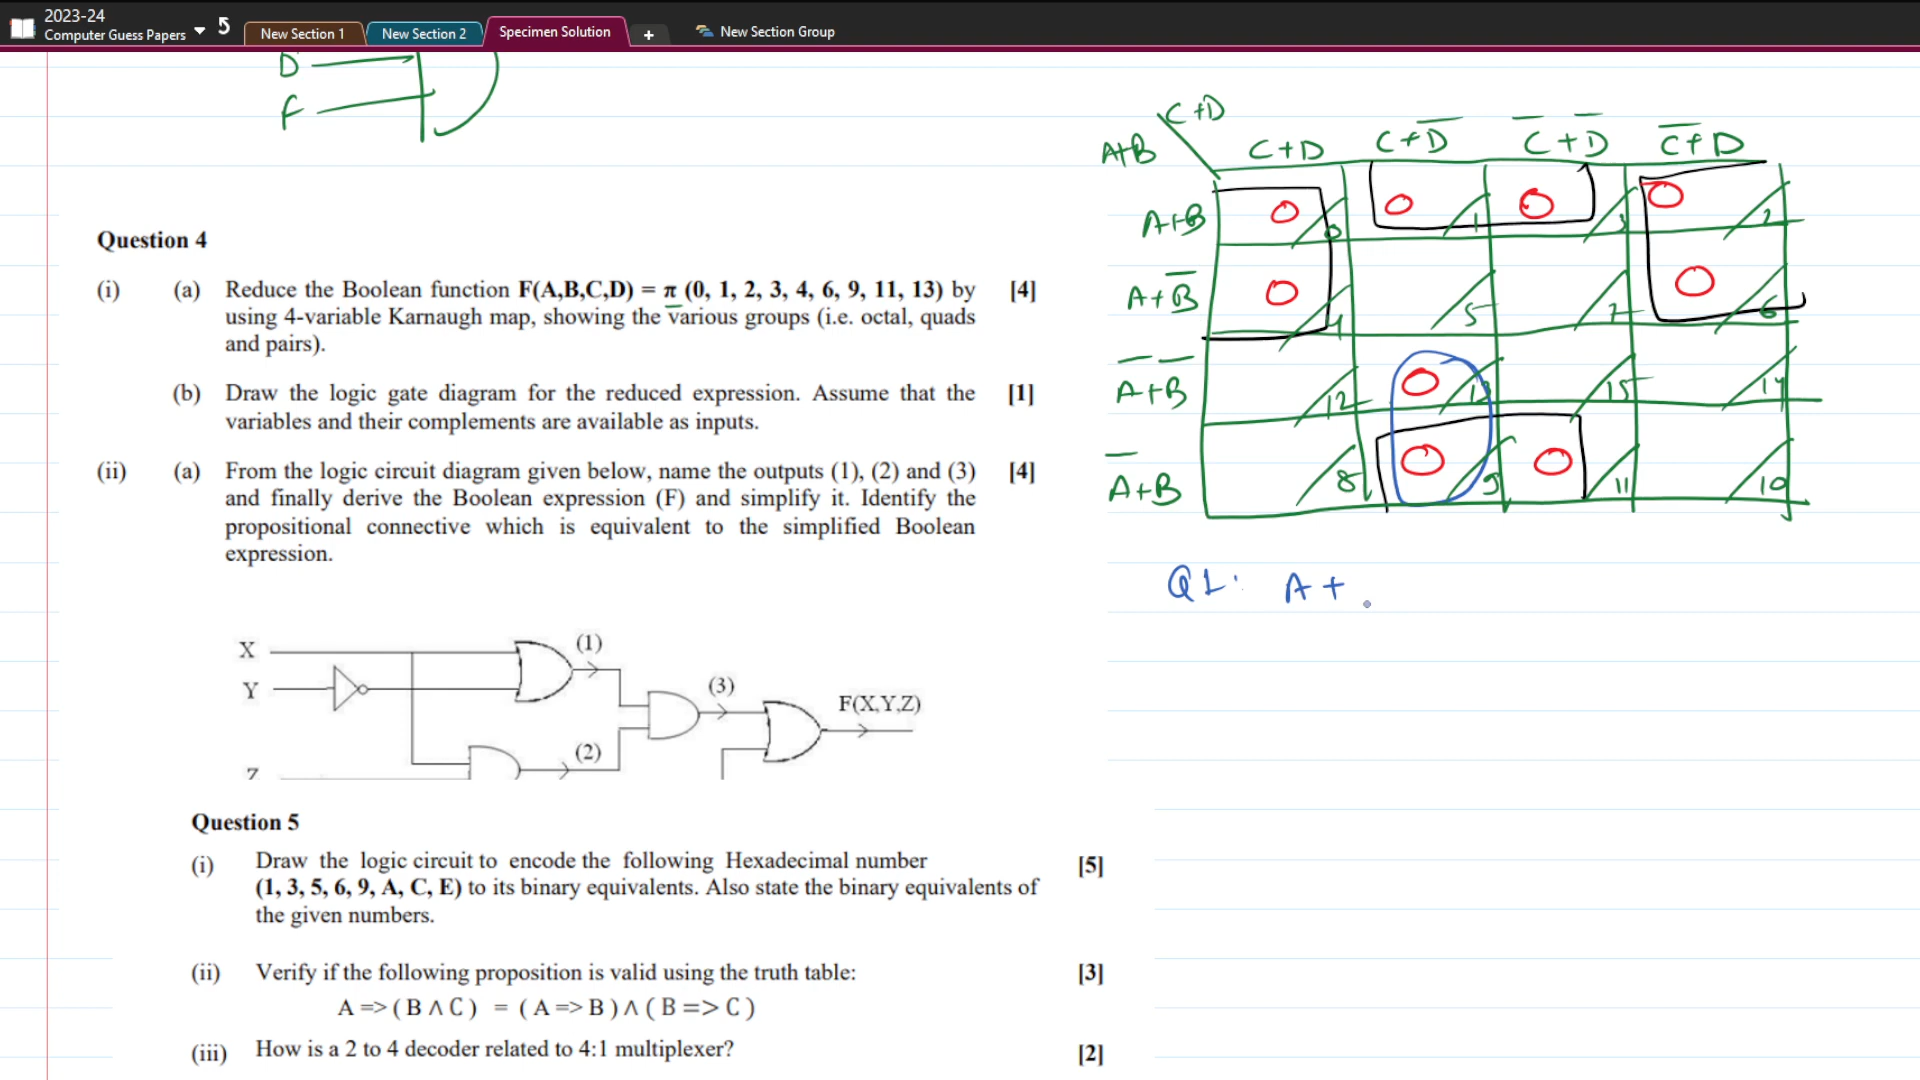 2023-24
Computer Guess Papers
New Section 1
New Section 2
Specimen Solution
+
New Section Group
D
F
Question 4
(i) (a) Reduce the Boolean function F(A,B,C,D) = π (0, 1, 2, 3, 4, 6, 9, 11, 13) by [4]
using 4-variable Karnaugh map, showing the various groups (i.e. octal, quads
and pairs).
(b) Draw the logic gate diagram for the reduced expression. Assume that the [1]
variables and their complements are available as inputs.
(ii) (a) From the logic circuit diagram given below, name the outputs (1), (2) and (3) [4]
and finally derive the Boolean expression (F) and simplify it. Identify the
propositional connective which is equivalent to the simplified Boolean
expression.
X
Y
Z
(1)
(2)
(3)
F(X,Y,Z)
Question 5
(i) Draw the logic circuit to encode the following Hexadecimal number [5]
(1, 3, 5, 6, 9, A, C, E) to its binary equivalents. Also state the binary equivalents of
the given numbers.
(ii) Verify if the following proposition is valid using the truth table: [3]
A => ( B ∧ C ) = ( A => B ) ∧ ( B => C )
(iii) How is a 2 to 4 decoder related to 4:1 multiplexer? [2]
C+D
A+B C+D C+D̅ C̅+D̅ C̅+D
A+B 0 0 0 1 0 3 0 2
A+B̅ 0 4 5 7 0 6
A̅+B̅ 12 0 13 15 14
A̅+B 8 0 9 0 11 10
Q1: A +